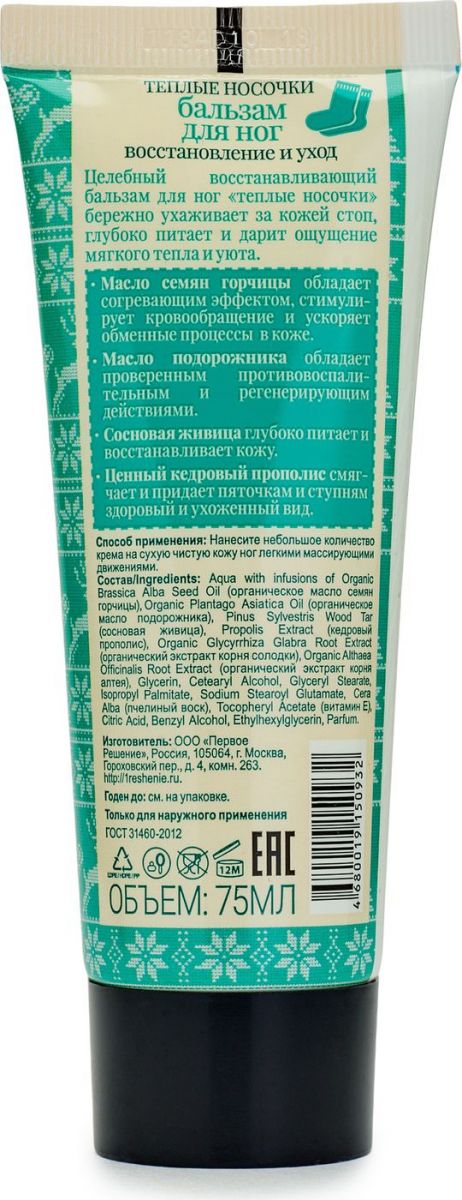 ТЕПЛЫЕ НОСОЧКИ
бальзам
для ног
восстановление и уход
Целебный восстанавливающий
бальзам для ног «теплые носочки»
бережно ухаживает за кожей стоп,
глубоко питает и дарит ощущение
мягкого тепла и уюта.
· Масло семян горчицы обладает
согревающим эффектом, стимули-
рует кровообращение и ускоряет
обменные процессы в коже.
· Масло подорожника обладает
проверенным противовоспали-
тельным и регенерирующим
действиями.
· Сосновая живица глубоко питает и
восстанавливает кожу.
· Ценный кедровый прополис смяг-
чает и придает пяточкам и ступням
здоровый и ухоженный вид.
Способ применения: Нанесите небольшое количество
крема на сухую чистую кожу ног легкими массирующими
движениями.
Состав/Ingredients: Aqua with infusions of Organic
Brassica Alba Seed Oil (органическое масло семян
горчицы), Organic Plantago Asiatica Oil (органическое
масло подорожника), Pinus Sylvestris Wood Tar
(сосновая живица), Propolis Extract (кедровый
прополис), Organic Glycyrrhiza Glabra Root Extract
(органический экстракт корня солодки), Organic Althaea
Officinalis Root Extract (органический экстракт корня
алтея), Glycerin, Cetearyl Alcohol, Glyceryl Stearate,
Isopropyl Palmitate, Sodium Stearoyl Glutamate, Cera
Alba (пчелиный воск), Tocopheryl Acetate (витамин Е),
Citric Acid, Benzyl Alcohol, Ethylhexylglycerin, Parfum.
Изготовитель: ООО «Первое
Решение», Россия, 105064, г. Москва,
Гороховский пер., д. 4, комн. 263.
http://1reshenie.ru.
Годен до: см. на упаковке.
Только для наружного применения
ГОСТ 31460-2012
12М
ЕАС
ОБЪЕМ: 75МЛ
4 680019 150932